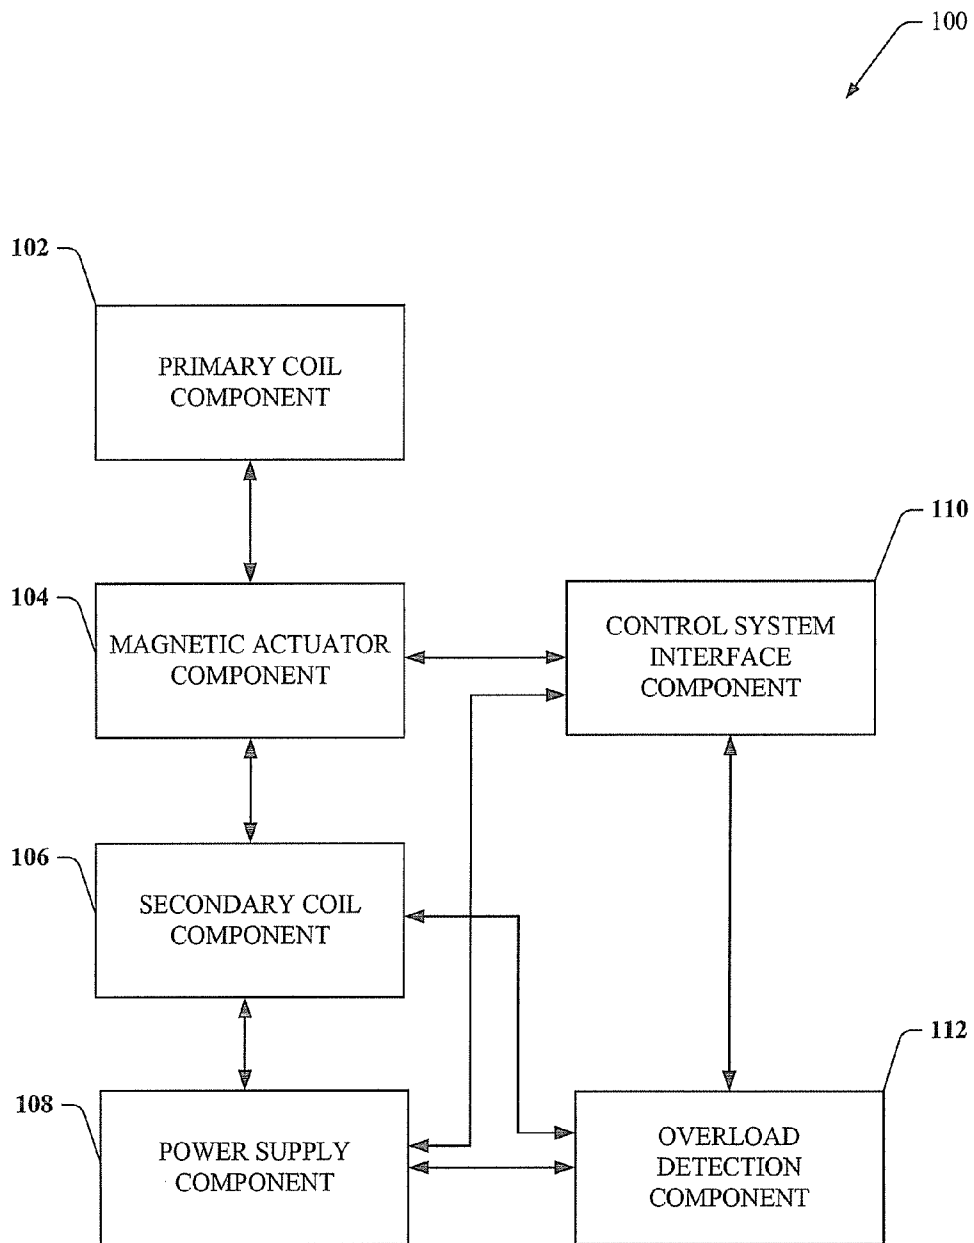 100
102
PRIMARY COIL
COMPONENT
110
104
MAGNETIC ACTUATOR
COMPONENT
CONTROL SYSTEM
INTERFACE
COMPONENT
106
SECONDARY COIL
COMPONENT
112
108
POWER SUPPLY
COMPONENT
OVERLOAD
DETECTION
COMPONENT